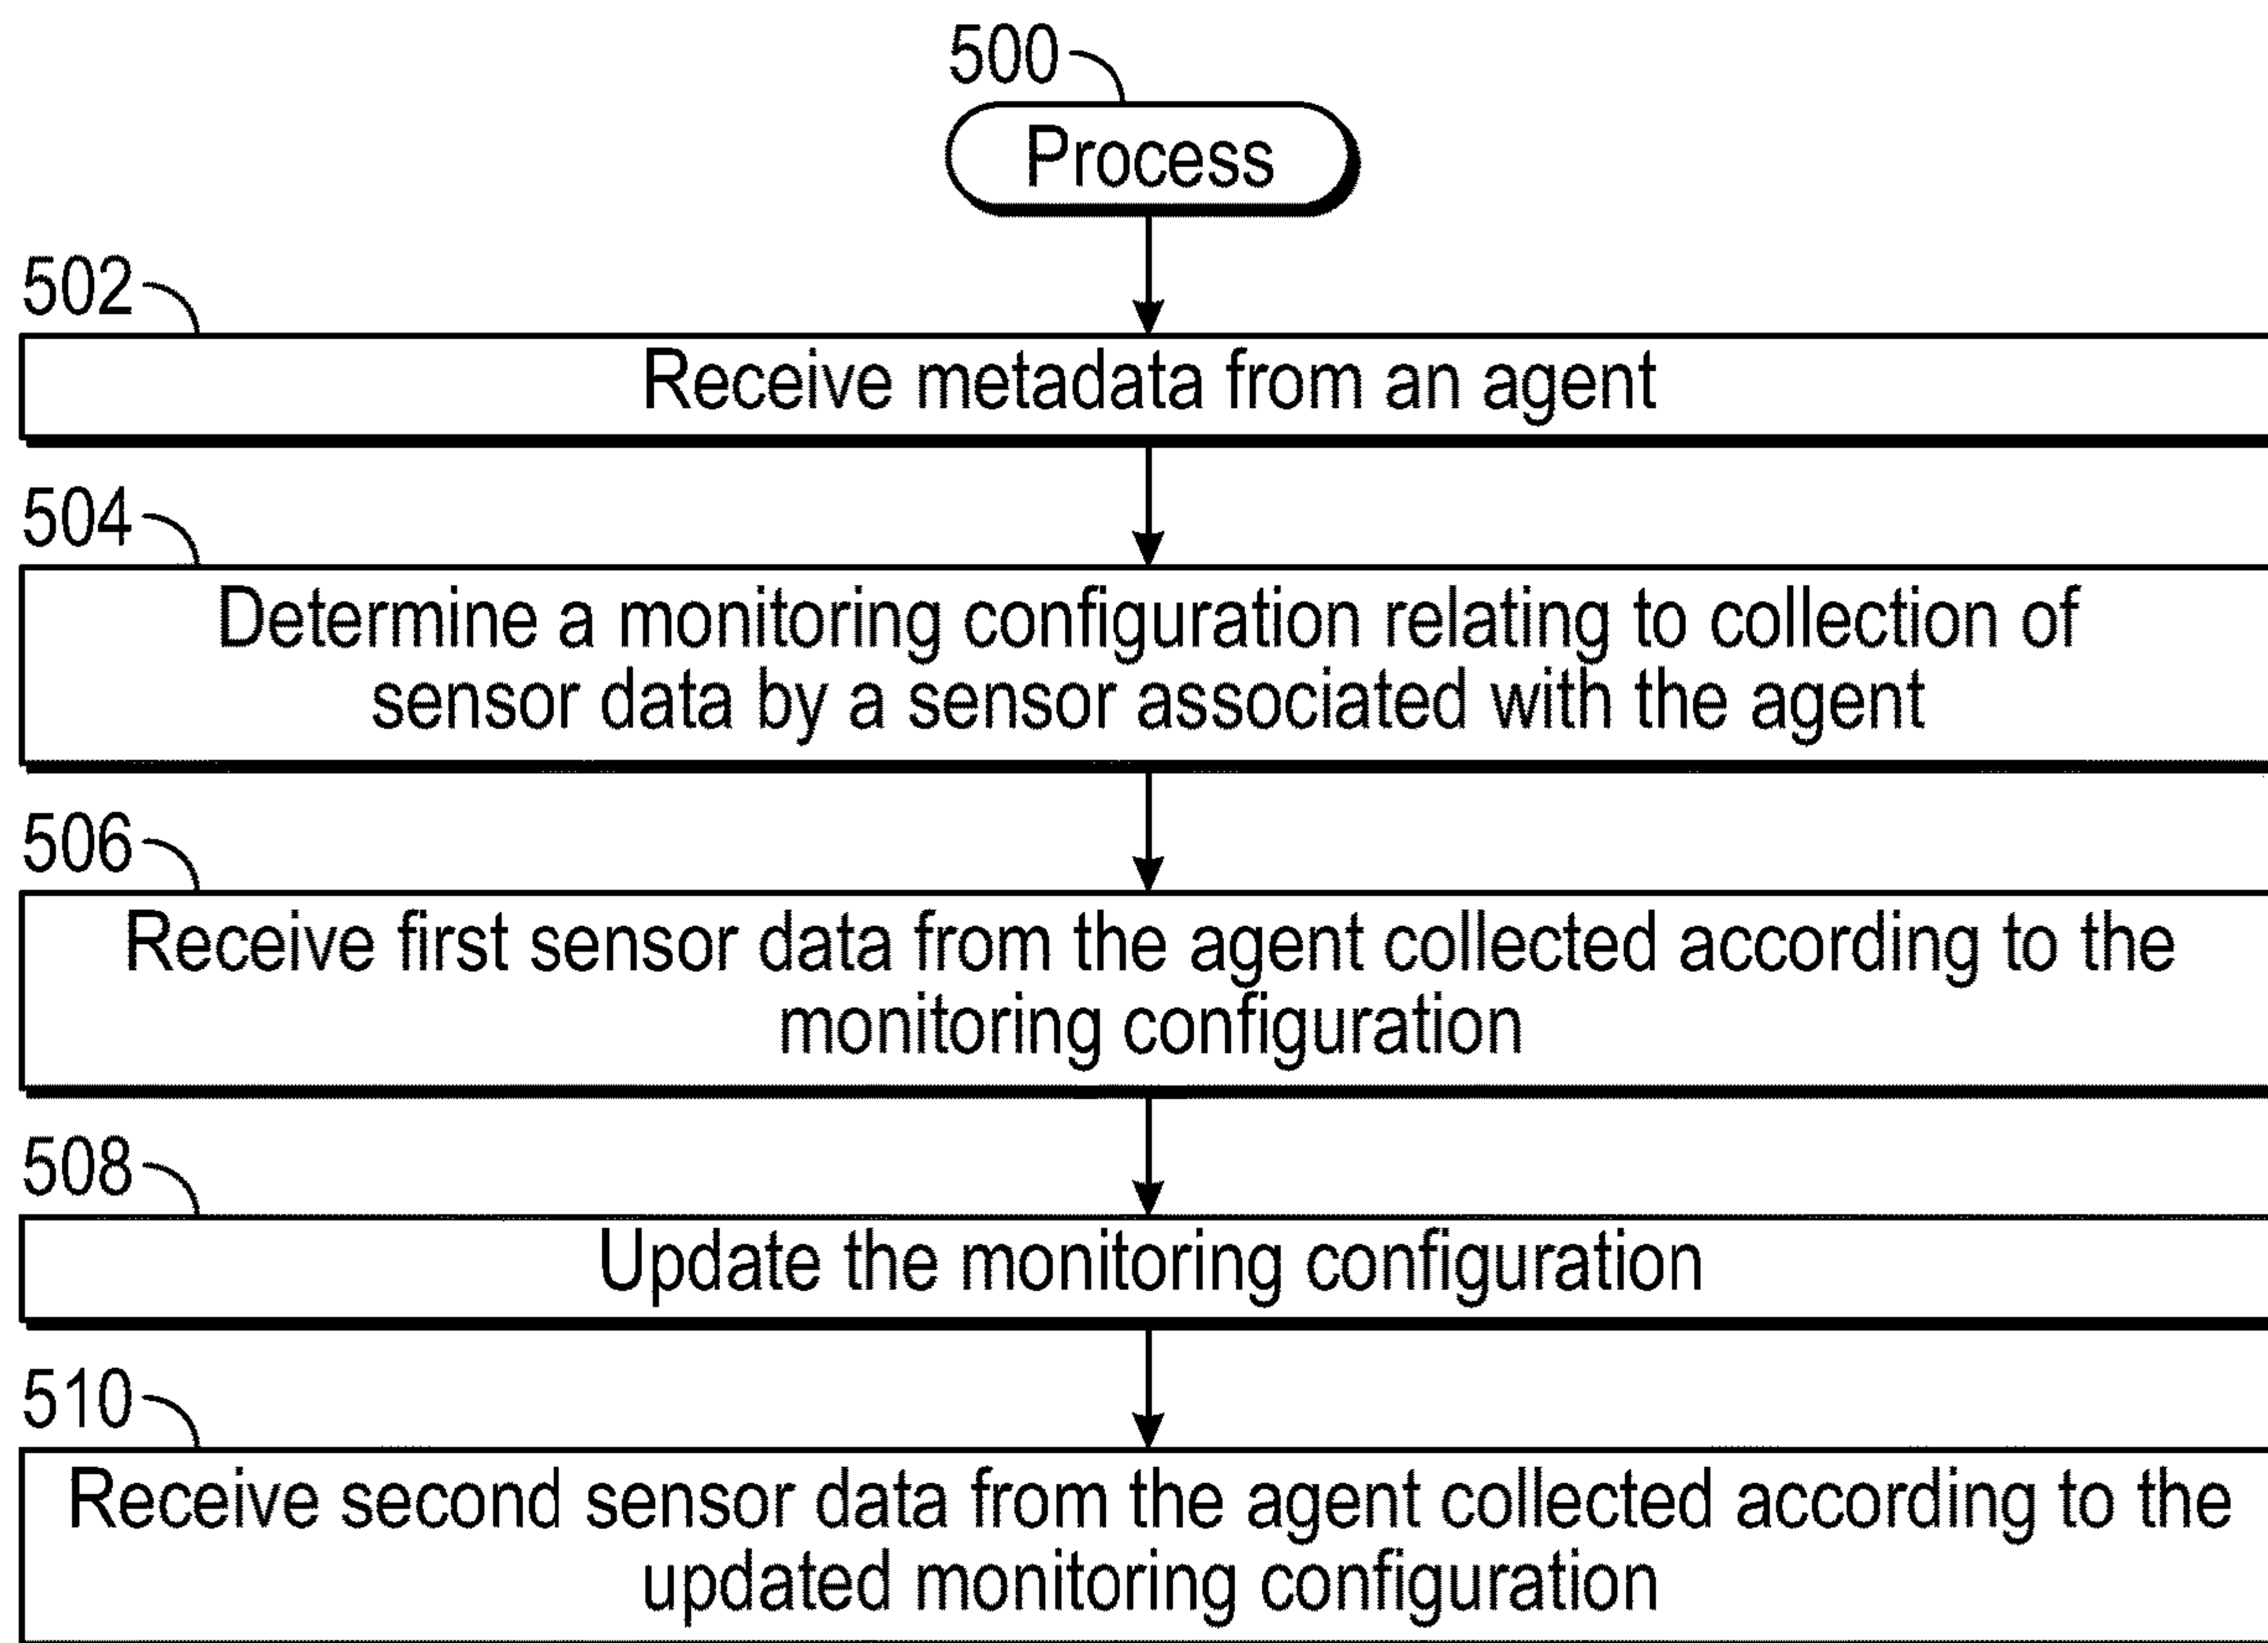 500
Process
502
Receive metadata from an agent
504
Determine a monitoring configuration relating to collection of
sensor data by a sensor associated with the agent
506
Receive first sensor data from the agent collected according to the
monitoring configuration
508
Update the monitoring configuration
510
Receive second sensor data from the agent collected according to the
updated monitoring configuration